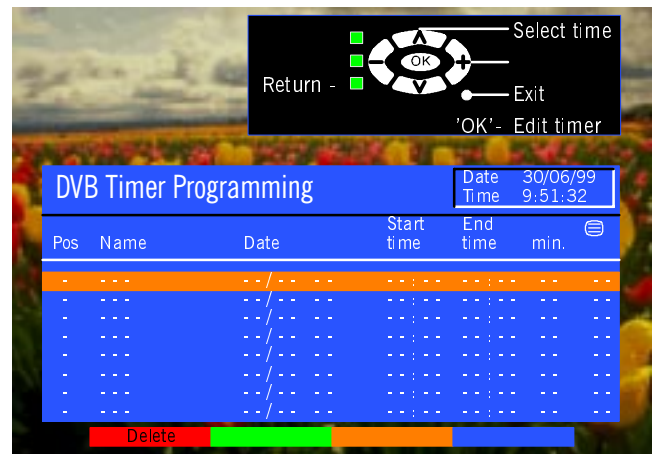 Select time
OK
Return -
Exit
'OK'- Edit timer
DVB Timer Programming
Date 30/06/99
Time 9:51:32
Pos Name Date Start time End time min.
- - - - - -/- - - - - - : - - - - : - - - - - -
- - - - - -/- - - - - - : - - - - : - - - - - -
- - - - - -/- - - - - - : - - - - : - - - - - -
- - - - - -/- - - - - - : - - - - : - - - - - -
- - - - - -/- - - - - - : - - - - : - - - - - -
- - - - - -/- - - - - - : - - - - : - - - - - -
- - - - - -/- - - - - - : - - - - : - - - - - -
- - - - - -/- - - - - - : - - - - : - - - - - -
Delete